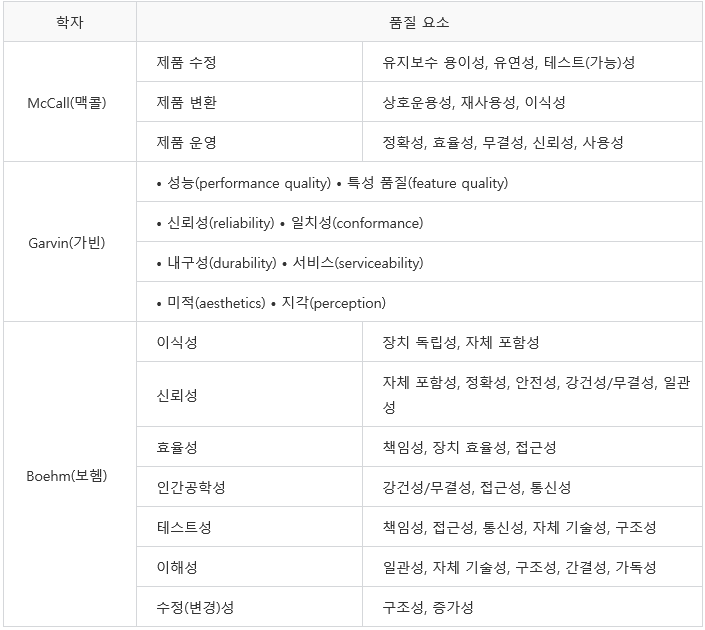 학자 품질 요소
McCall(맥콜)
제품 수정 유지보수 용이성, 유연성, 테스트(가능)성
제품 변환 상호운용성, 재사용성, 이식성
제품 운영 정확성, 효율성, 무결성, 신뢰성, 사용성
Garvin(가빈)
• 성능(performance quality) • 특성 품질(feature quality)
• 신뢰성(reliability) • 일치성(conformance)
• 내구성(durability) • 서비스(serviceability)
• 미적(aesthetics) • 지각(perception)
Boehm(보헴)
이식성 장치 독립성, 자체 포함성
신뢰성 자체 포함성, 정확성, 안전성, 강건성/무결성, 일관
성
효율성 책임성, 장치 효율성, 접근성
인간공학성 강건성/무결성, 접근성, 통신성
테스트성 책임성, 접근성, 통신성, 자체 기술성, 구조성
이해성 일관성, 자체 기술성, 구조성, 간결성, 가독성
수정(변경)성 구조성, 증가성